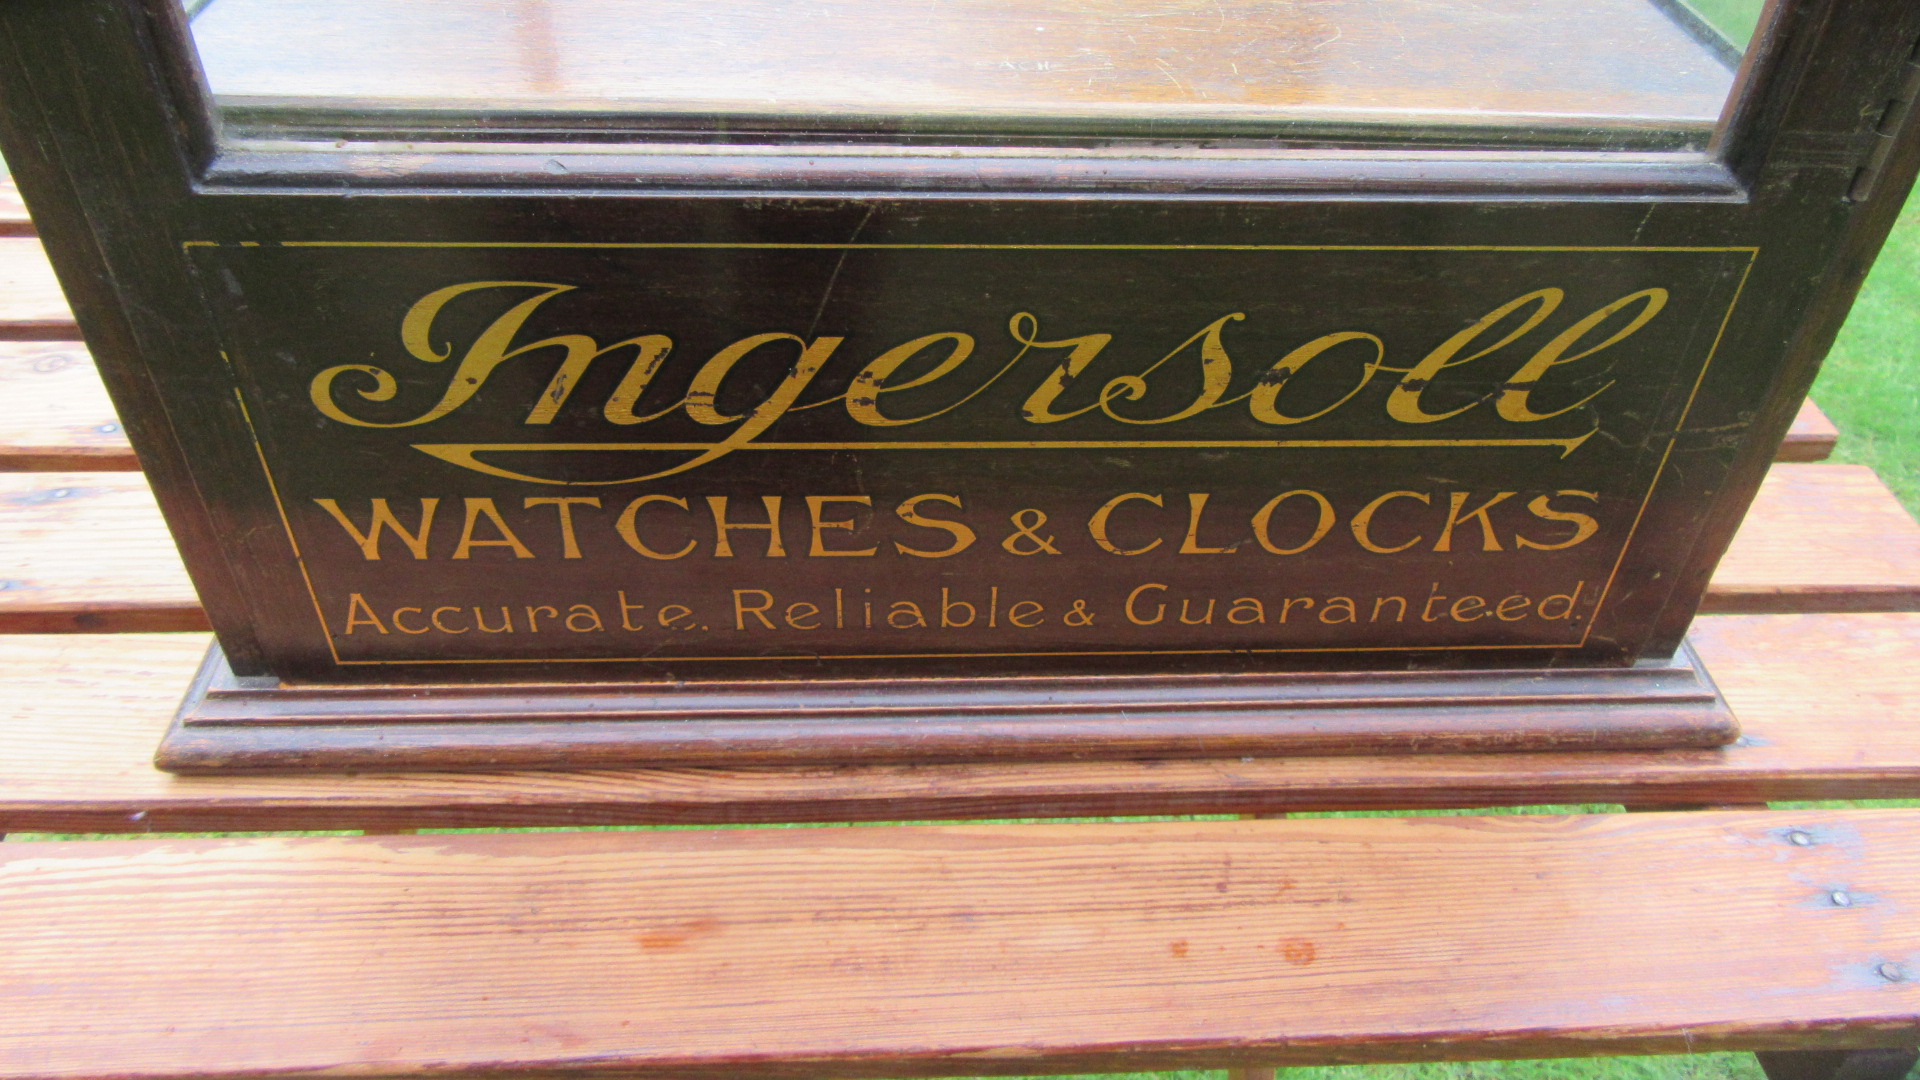 Ingersoll
WATCHES & CLOCKS
Accurate. Reliable & Guaranteed.